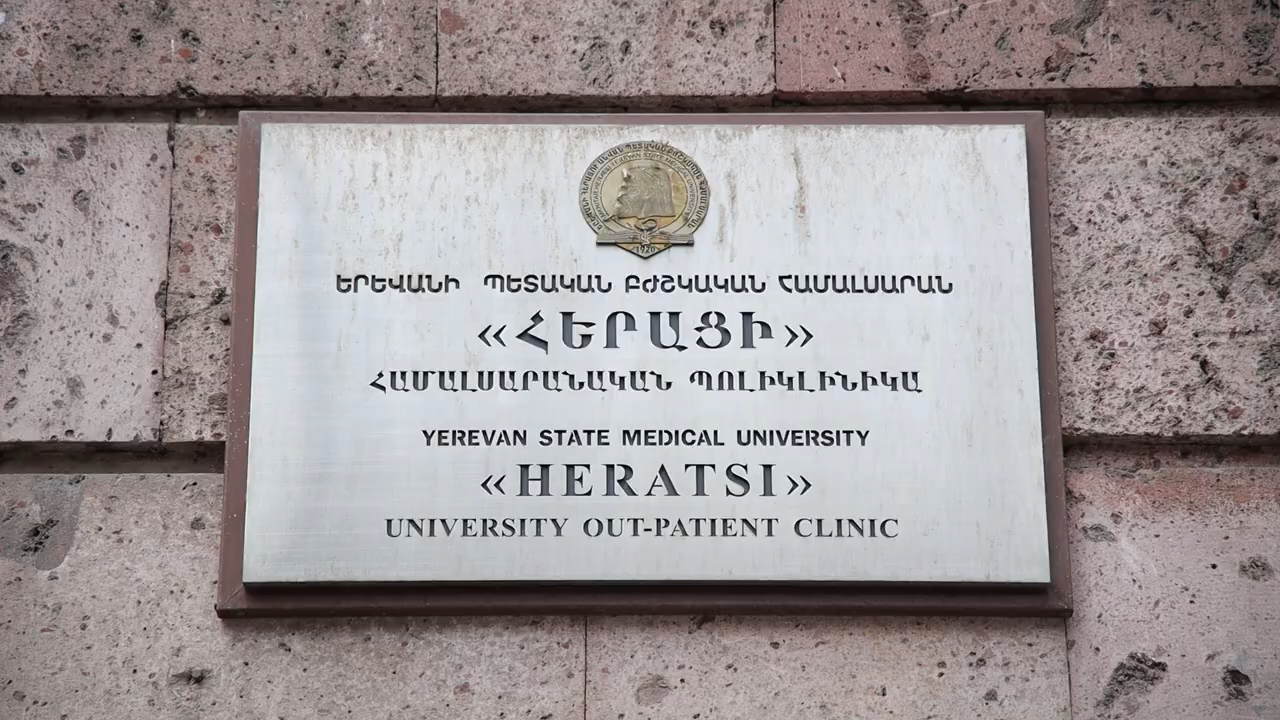 ԵՐԵՎԱՆԻ ՊԵՏԱԿԱՆ ԲԺՇԿԱԿԱՆ ՀԱՄԱԼՍԱՐԱՆ
«ՀԵՐԱՑԻ»
ՀԱՄԱԼՍԱՐԱՆԱԿԱՆ ՊՈԼԻԿԼԻՆԻԿԱ
YEREVAN STATE MEDICAL UNIVERSITY
«HERATSI»
UNIVERSITY OUT-PATIENT CLINIC